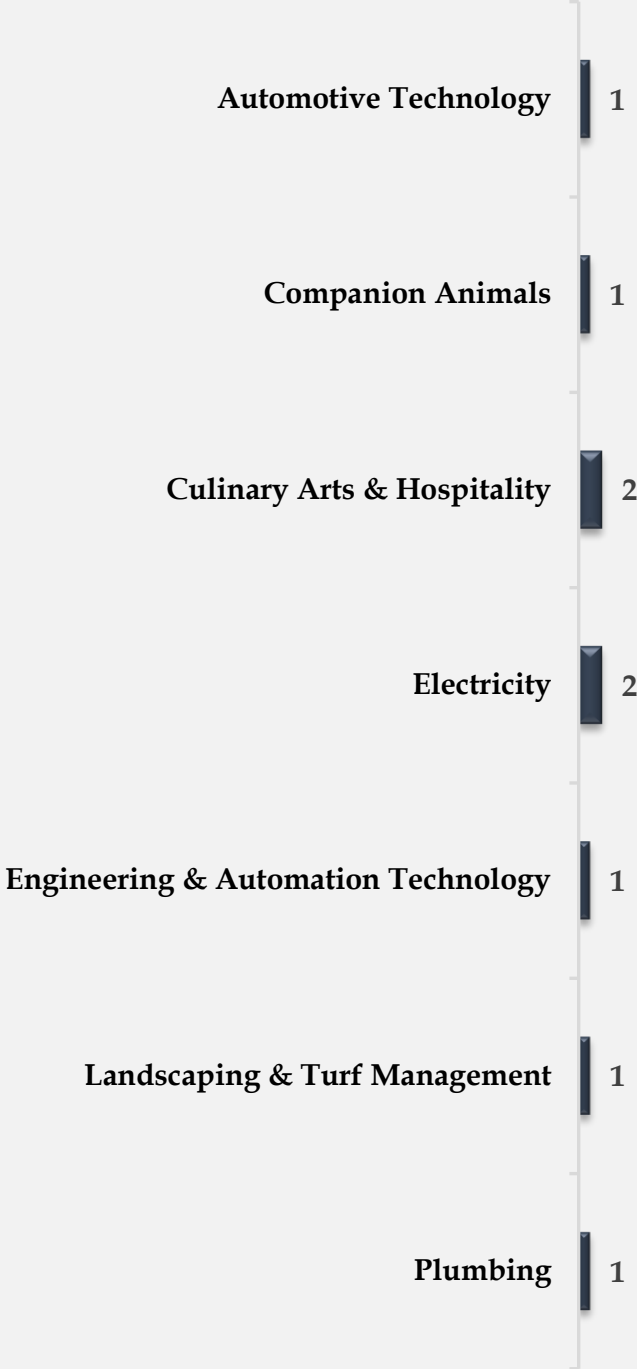 Automotive Technology 1
Companion Animals 1
Culinary Arts & Hospitality 2
Electricity 2
Engineering & Automation Technology 1
Landscaping & Turf Management 1
Plumbing 1